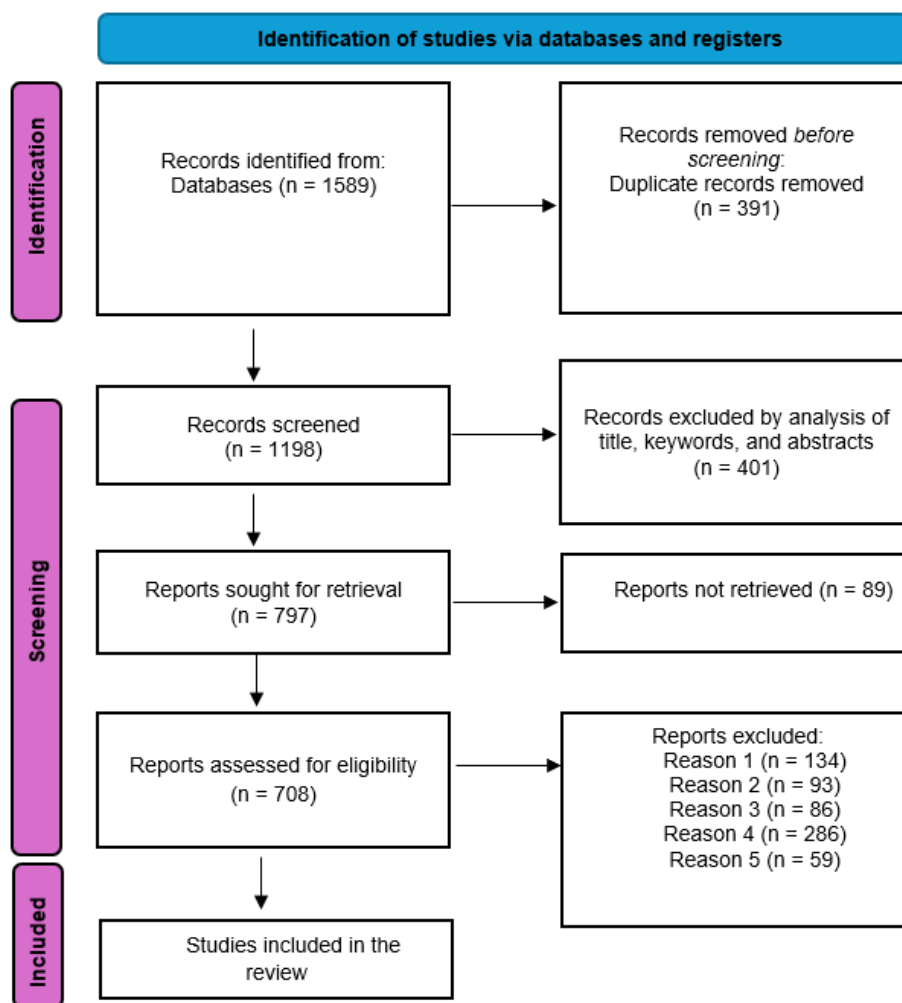 Identification of studies via databases and registers
Identification
Records identified from:
Databases (n = 1589)
Records removed before
screening:
Duplicate records removed
(n = 391)
Screening
Records screened
(n = 1198)
Records excluded by analysis of
title, keywords, and abstracts
(n = 401)
Reports sought for retrieval
(n = 797)
Reports not retrieved (n = 89)
Reports assessed for eligibility
(n = 708)
Reports excluded:
Reason 1 (n = 134)
Reason 2 (n = 93)
Reason 3 (n = 86)
Reason 4 (n = 286)
Reason 5 (n = 59)
Included
Studies included in the
review